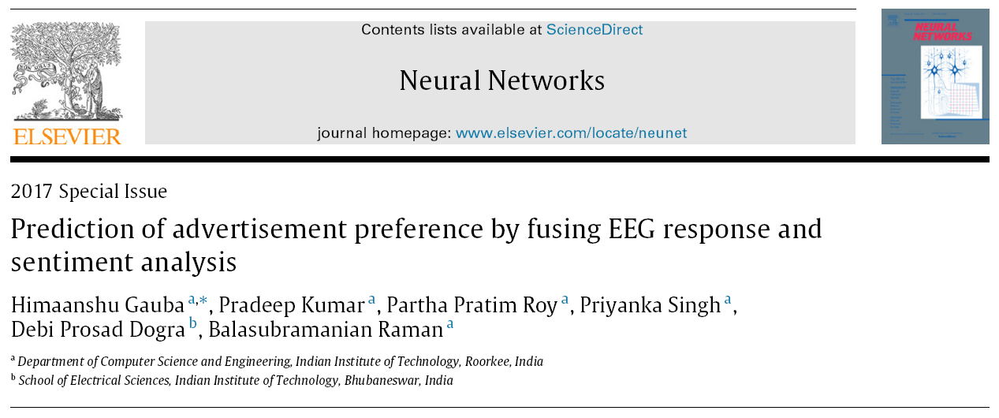 Contents lists available at ScienceDirect
Neural Networks
journal homepage: www.elsevier.com/locate/neunet
ELSEVIER
NEURAL
NETWORKS
2017 Special Issue
Prediction of advertisement preference by fusing EEG response and
sentiment analysis
Himaanshu Gauba a,*, Pradeep Kumar a, Partha Pratim Roy a, Priyanka Singh a,
Debi Prosad Dogra b, Balasubramanian Raman a
a Department of Computer Science and Engineering, Indian Institute of Technology, Roorkee, India
b School of Electrical Sciences, Indian Institute of Technology, Bhubaneswar, India